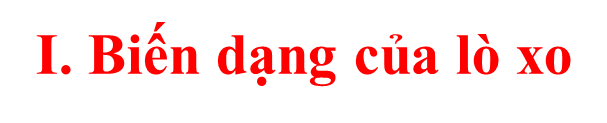 I. Biến dạng của lò xo